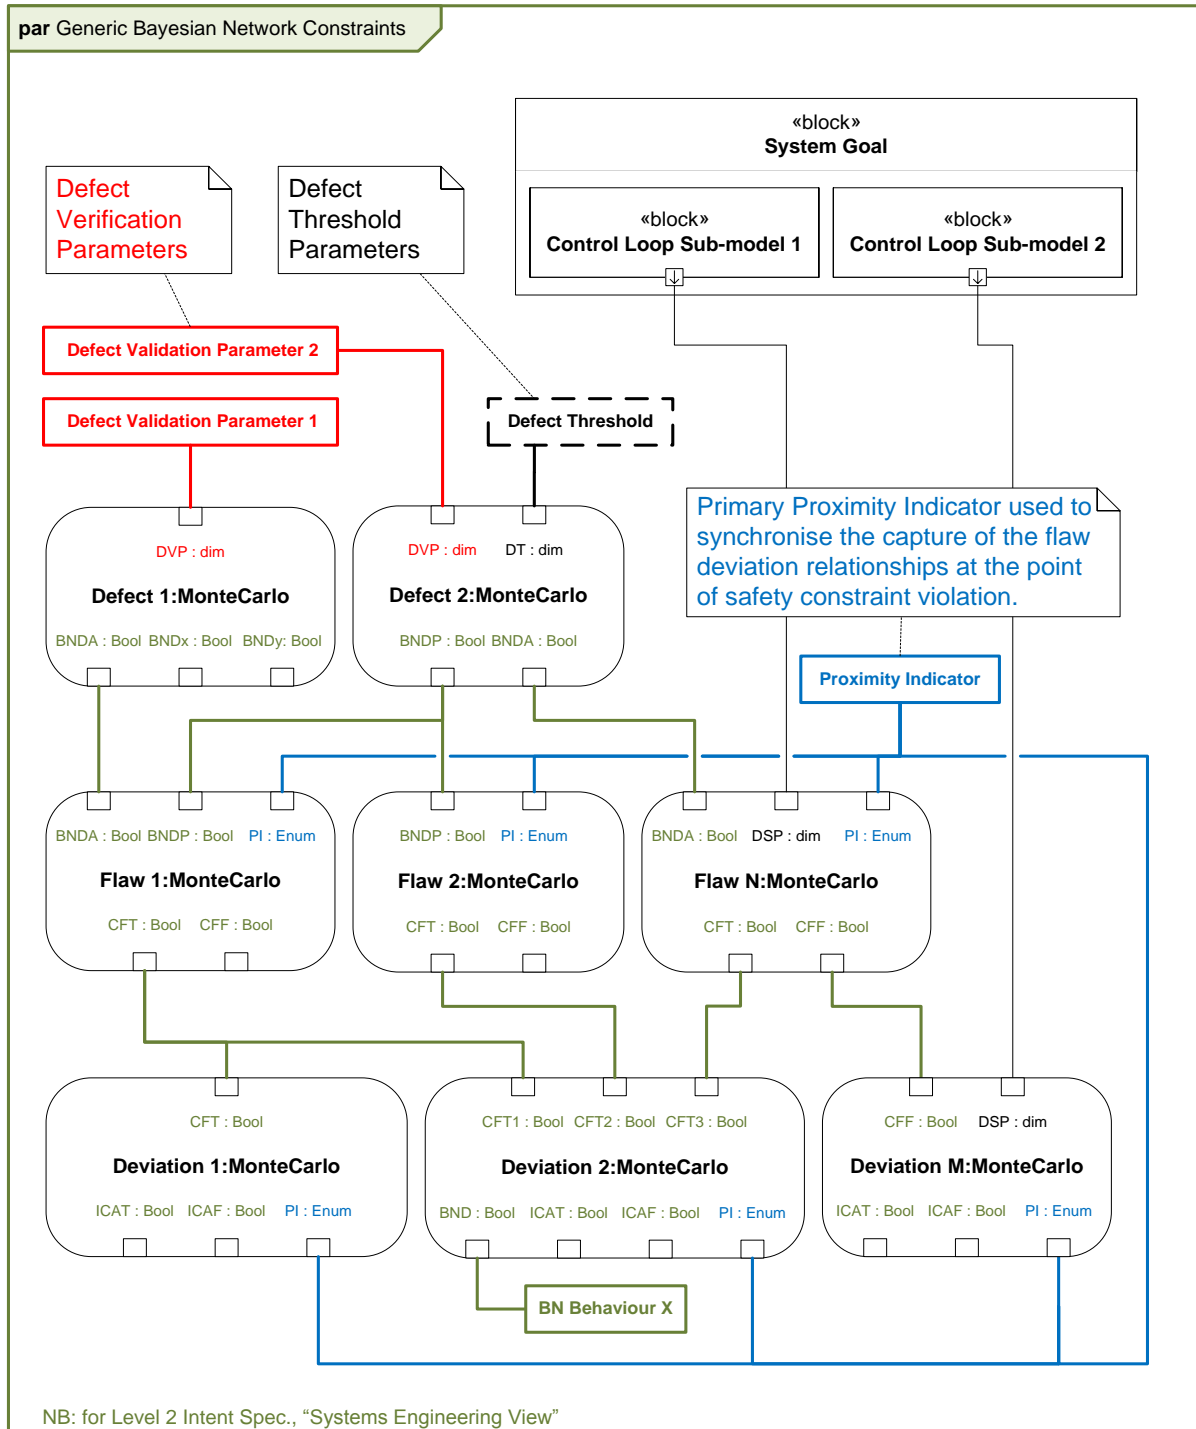 par Generic Bayesian Network Constraints
«block»
System Goal
Defect
Verification
Parameters
Defect
Threshold
Parameters
«block»
Control Loop Sub-model 1
«block»
Control Loop Sub-model 2
Defect Validation Parameter 2
Defect Validation Parameter 1
Defect Threshold
Primary Proximity Indicator used to
synchronise the capture of the flaw
deviation relationships at the point
of safety constraint violation.
DVP : dim
Defect 1:MonteCarlo
BNDA : Bool BNDx : Bool BNDy: Bool
DVP : dim DT : dim
Defect 2:MonteCarlo
BNDP : Bool BNDA : Bool
Proximity Indicator
BNDA : Bool BNDP : Bool PI : Enum
Flaw 1:MonteCarlo
CFT : Bool CFF : Bool
BNDP : Bool PI : Enum
Flaw 2:MonteCarlo
CFT : Bool CFF : Bool
BNDA : Bool DSP : dim PI : Enum
Flaw N:MonteCarlo
CFT : Bool CFF : Bool
CFT : Bool
Deviation 1:MonteCarlo
ICAT : Bool ICAF : Bool PI : Enum
CFT1 : Bool CFT2 : Bool CFT3 : Bool
Deviation 2:MonteCarlo
BND : Bool ICAT : Bool ICAF : Bool PI : Enum
CFF : Bool DSP : dim
Deviation M:MonteCarlo
ICAT : Bool ICAF : Bool PI : Enum
BN Behaviour X
NB: for Level 2 Intent Spec., “Systems Engineering View”